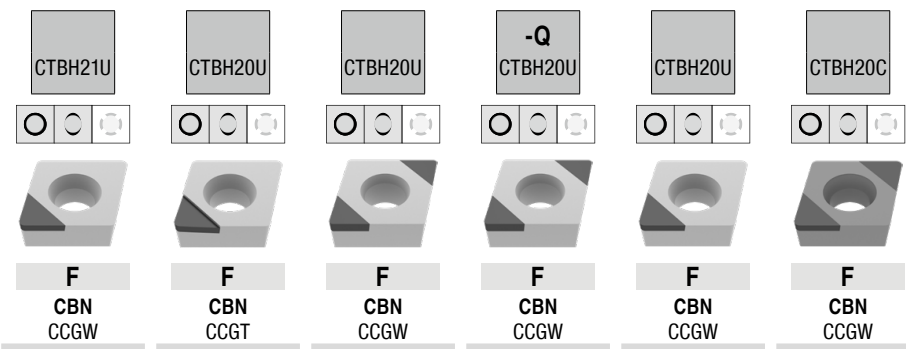 -Q
CTBH21U CTBH20U CTBH20U CTBH20U CTBH20U CTBH20C
F F F F F F
CBN CBN CBN CBN CBN CBN
CCGW CCGT CCGW CCGW CCGW CCGW